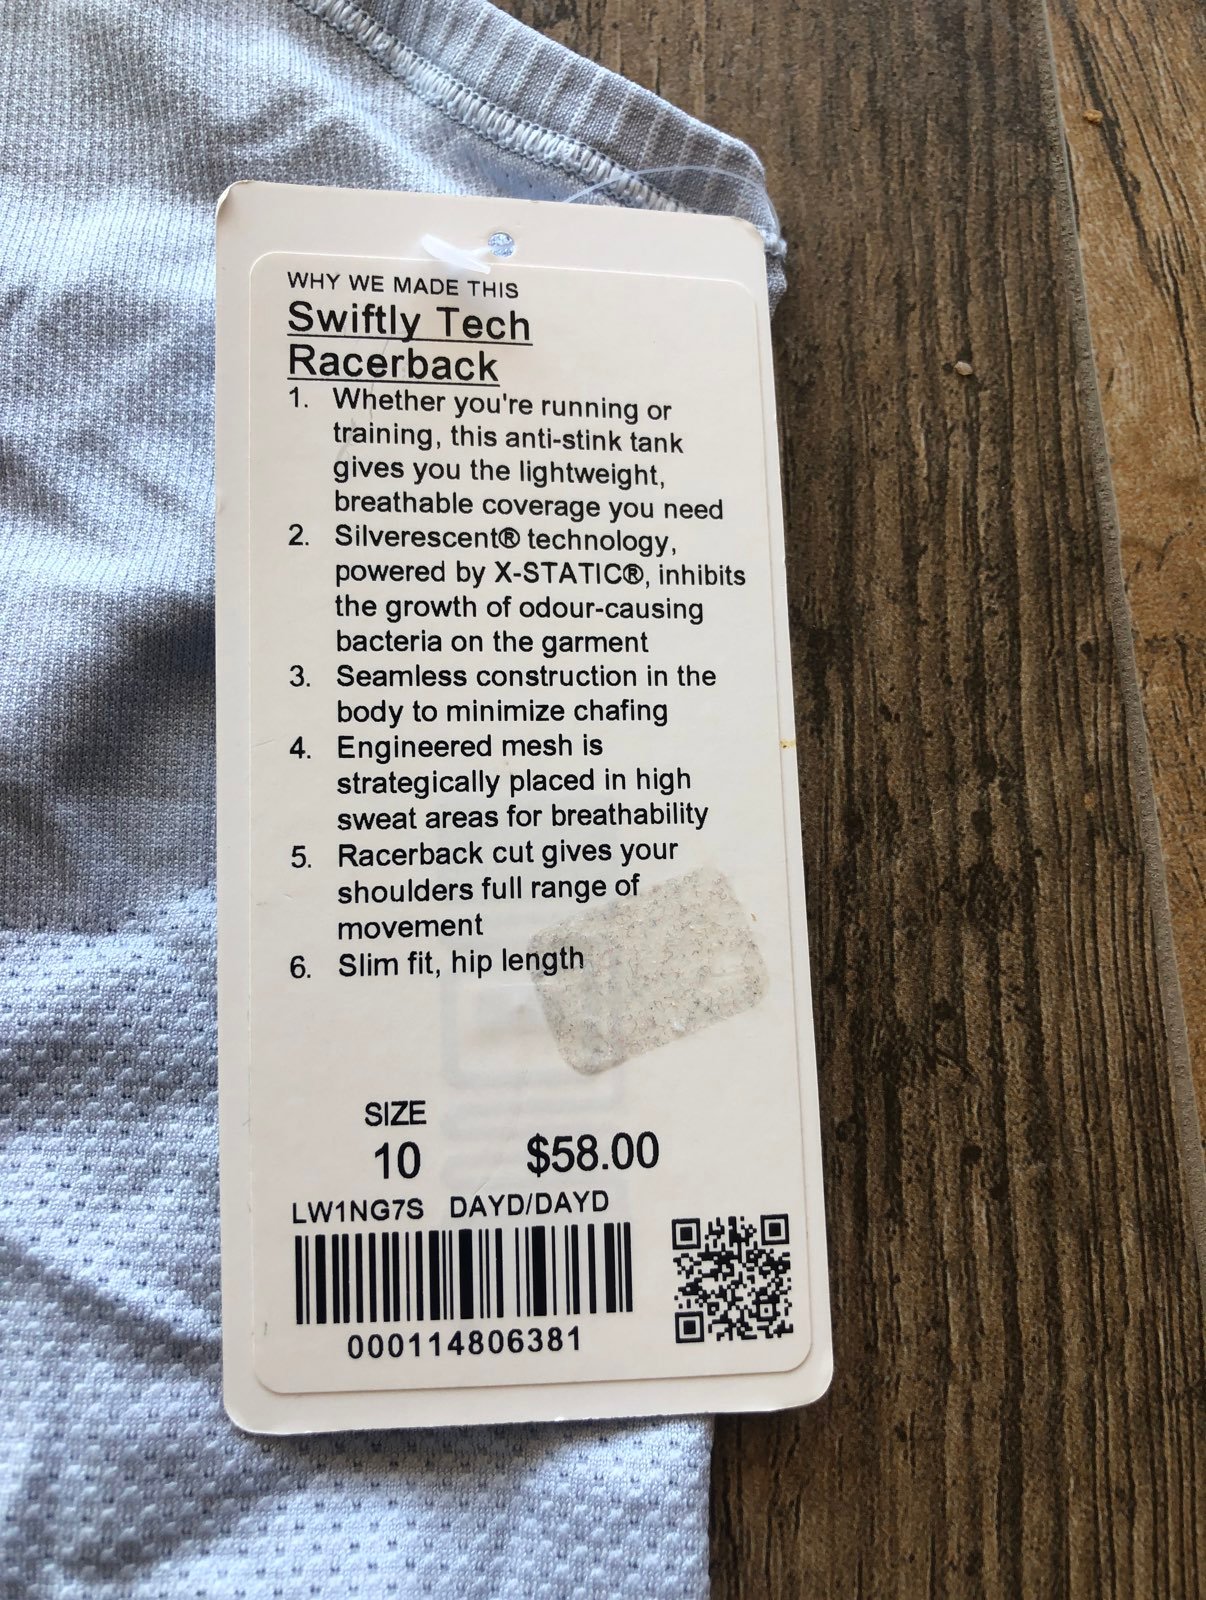 WHY WE MADE THIS
Swiftly Tech
Racerback
1. Whether you're running or
training, this anti-stink tank
gives you the lightweight,
breathable coverage you need
2. Silverescent® technology,
powered by X-STATIC®, inhibits
the growth of odour-causing
bacteria on the garment
3. Seamless construction in the
body to minimize chafing
4. Engineered mesh is
strategically placed in high
sweat areas for breathability
5. Racerback cut gives your
shoulders full range of
movement
6. Slim fit, hip length
SIZE
10 $58.00
LW1NG7S DAYD/DAYD
000114806381